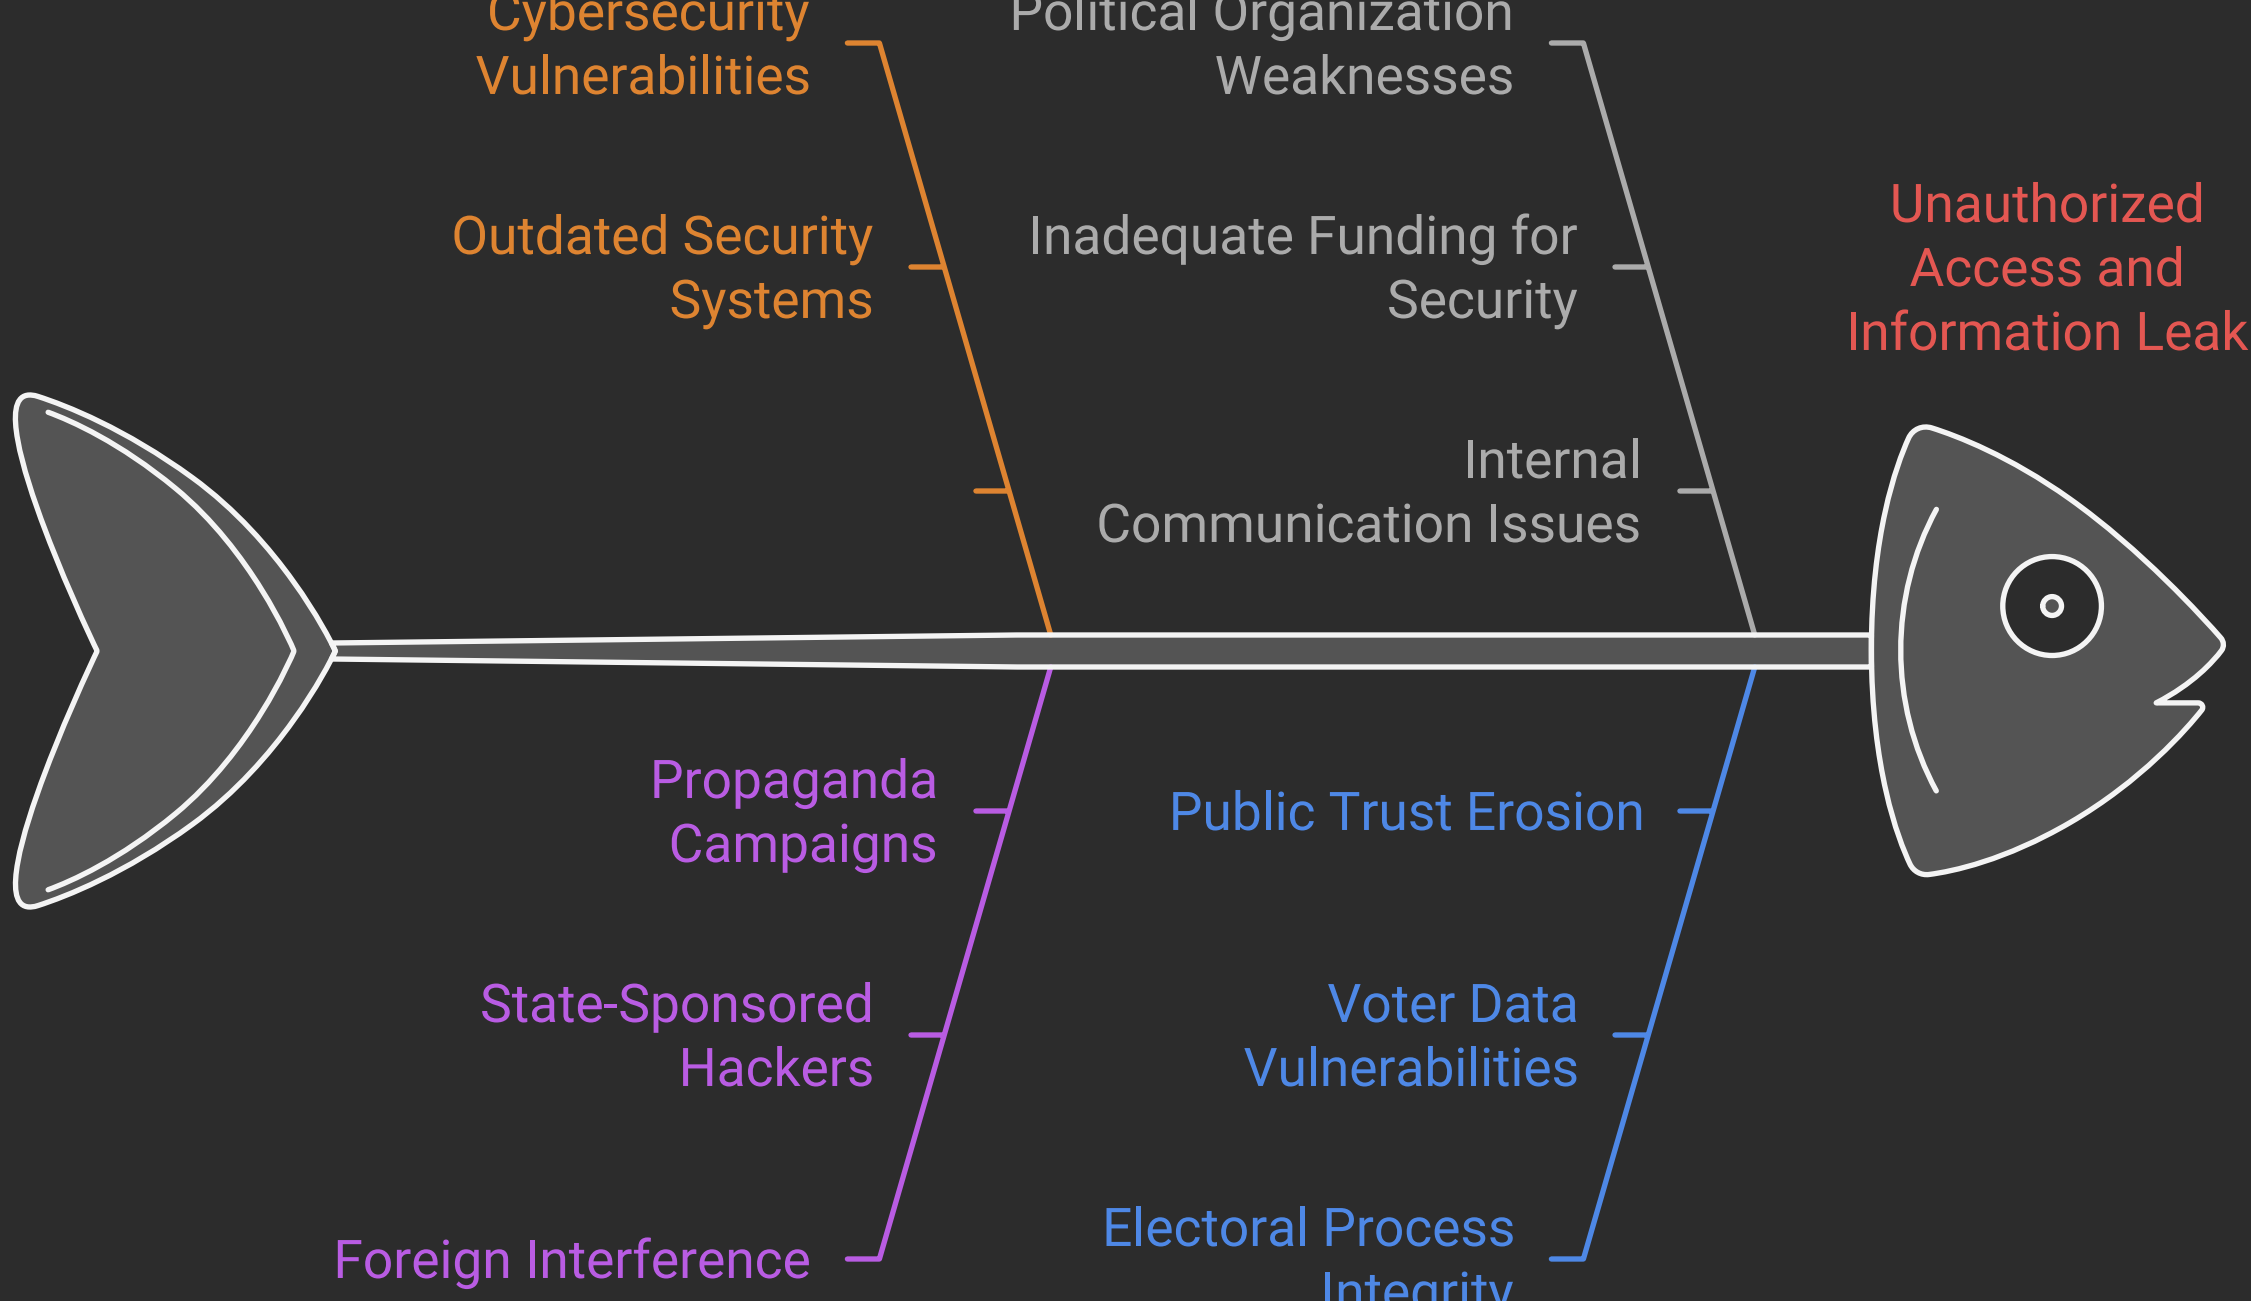 Cybersecurity
Vulnerabilities
Outdated Security
Systems
Political Organization
Weaknesses
Inadequate Funding for
Security
Internal
Communication Issues
Unauthorized
Access and
Information Leak
Propaganda
Campaigns
State-Sponsored
Hackers
Foreign Interference
Public Trust Erosion
Voter Data
Vulnerabilities
Electoral Process
Integrity